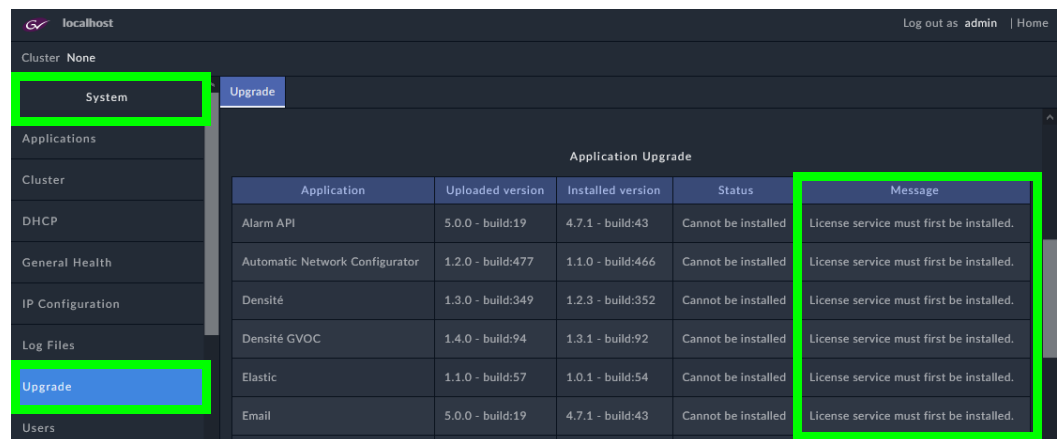 GV localhost
Log out as admin | Home
Cluster None
System
Applications
Cluster
DHCP
General Health
IP Configuration
Log Files
Upgrade
Users
Upgrade
Application Upgrade
Application Uploaded version Installed version Status Message
Alarm API 5.0.0 - build:19 4.7.1 - build:43 Cannot be installed License service must first be installed.
Automatic Network Configurator 1.2.0 - build:477 1.1.0 - build:466 Cannot be installed License service must first be installed.
Densité 1.3.0 - build:349 1.2.3 - build:352 Cannot be installed License service must first be installed.
Densité GVOC 1.4.0 - build:94 1.3.1 - build:92 Cannot be installed License service must first be installed.
Elastic 1.1.0 - build:57 1.0.1 - build:54 Cannot be installed License service must first be installed.
Email 5.0.0 - build:19 4.7.1 - build:43 Cannot be installed License service must first be installed.